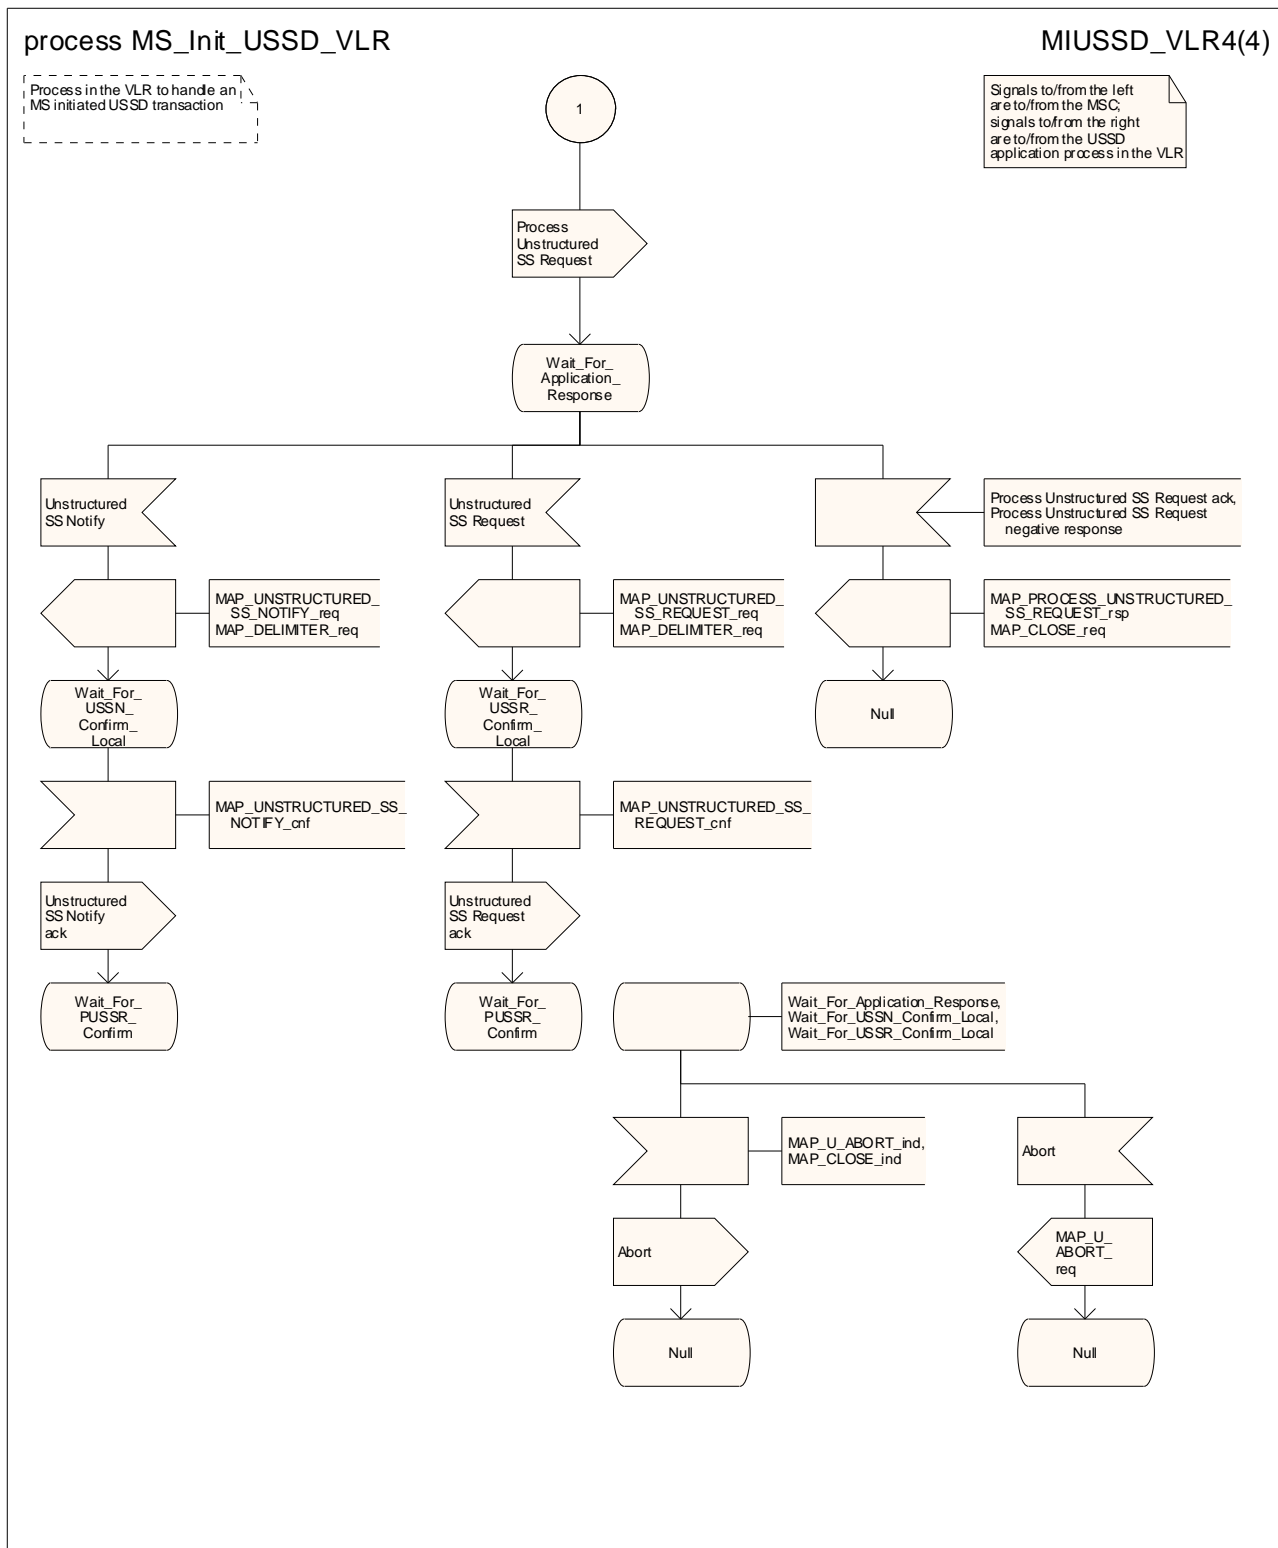 process MS_Init_USSD_VLR
MIUSSD_VLR4(4)
Process in the VLR to handle an
MS initiated USSD transaction
Signals to/from the left
are to/from the MSC;
signals to/from the right
are to/from the USSD
application process in the VLR
1
Process
Unstructured
SS Request
Wait_For_
Application_
Response
Unstructured
SS Notify
Unstructured
SS Request
Process Unstructured SS Request ack,
Process Unstructured SS Request
negative response
MAP_UNSTRUCTURED_
SS_NOTIFY_req
MAP_DELIMITER_req
MAP_UNSTRUCTURED_
SS_REQUEST_req
MAP_DELIMITER_req
MAP_PROCESS_UNSTRUCTURED_
SS_REQUEST_rsp
MAP_CLOSE_req
Wait_For_
USSN_
Confirm_
Local
Wait_For_
USSR_
Confirm_
Local
Null
MAP_UNSTRUCTURED_SS_
NOTIFY_cnf
MAP_UNSTRUCTURED_SS_
REQUEST_cnf
Unstructured
SS Notify
ack
Unstructured
SS Request
ack
Wait_For_
PUSSR_
Confirm
Wait_For_
PUSSR_
Confirm
Wait_For_Application_Response,
Wait_For_USSN_Confirm_Local,
Wait_For_USSR_Confirm_Local
MAP_U_ABORT_ind,
MAP_CLOSE_ind
Abort
Abort
MAP_U_
ABORT_
req
Null
Null